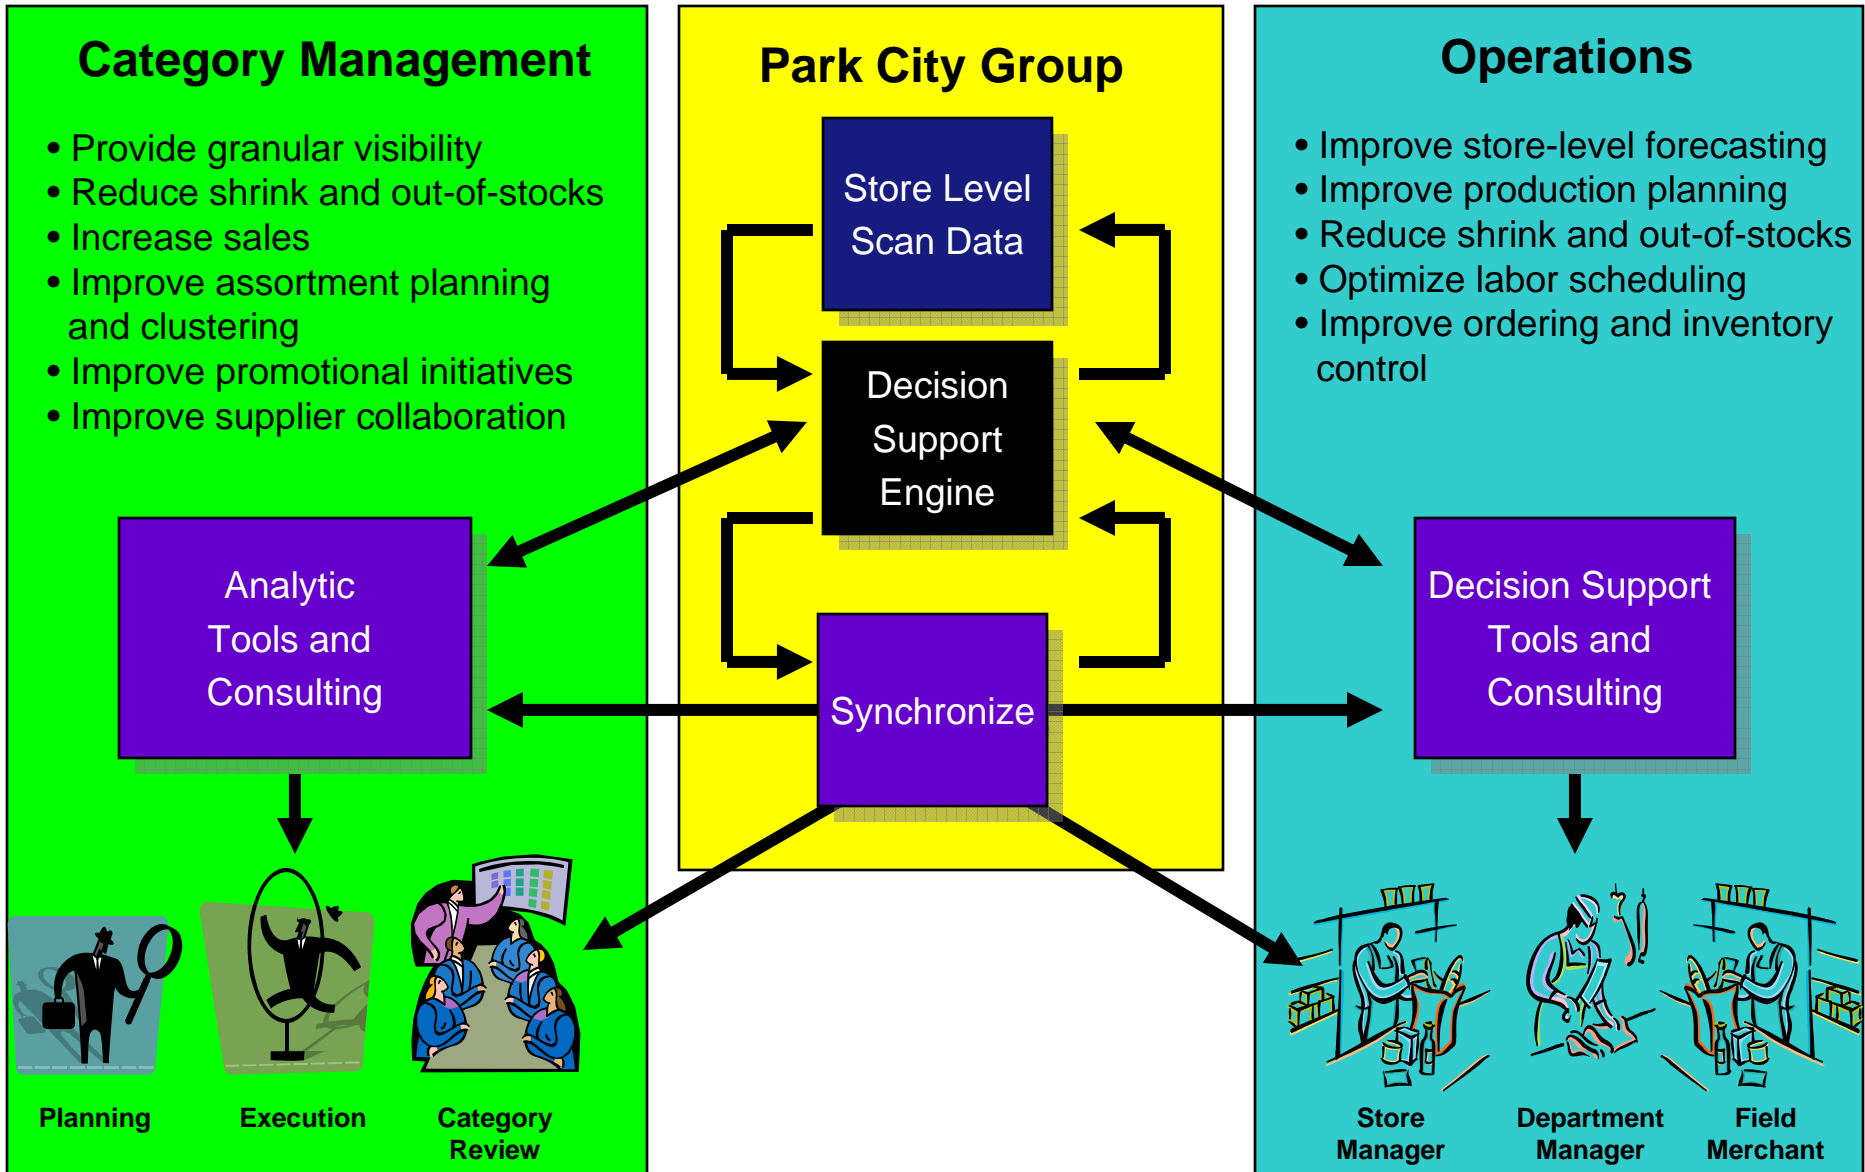 Category Management
• Provide granular visibility
• Reduce shrink and out-of-stocks
• Increase sales
• Improve assortment planning
and clustering
• Improve promotional initiatives
• Improve supplier collaboration
Analytic
Tools and
Consulting
Planning
Execution
Category
Review
Park City Group
Store Level
Scan Data
Decision
Support
Engine
Synchronize
Operations
• Improve store-level forecasting
• Improve production planning
• Reduce shrink and out-of-stocks
• Optimize labor scheduling
• Improve ordering and inventory
control
Decision Support
Tools and
Consulting
Store
Manager
Department
Manager
Field
Merchant